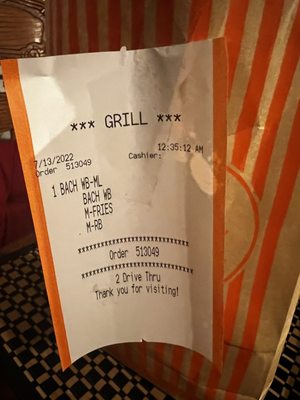 *** GRILL ***
7/13/2022 12:35:12 AM
Order 513049 Cashier:
1 BACH WB-ML
BACH WB
M-FRIES
M-RB
************************
Order 513049
************************
2 Drive Thru
Thank you for visiting!